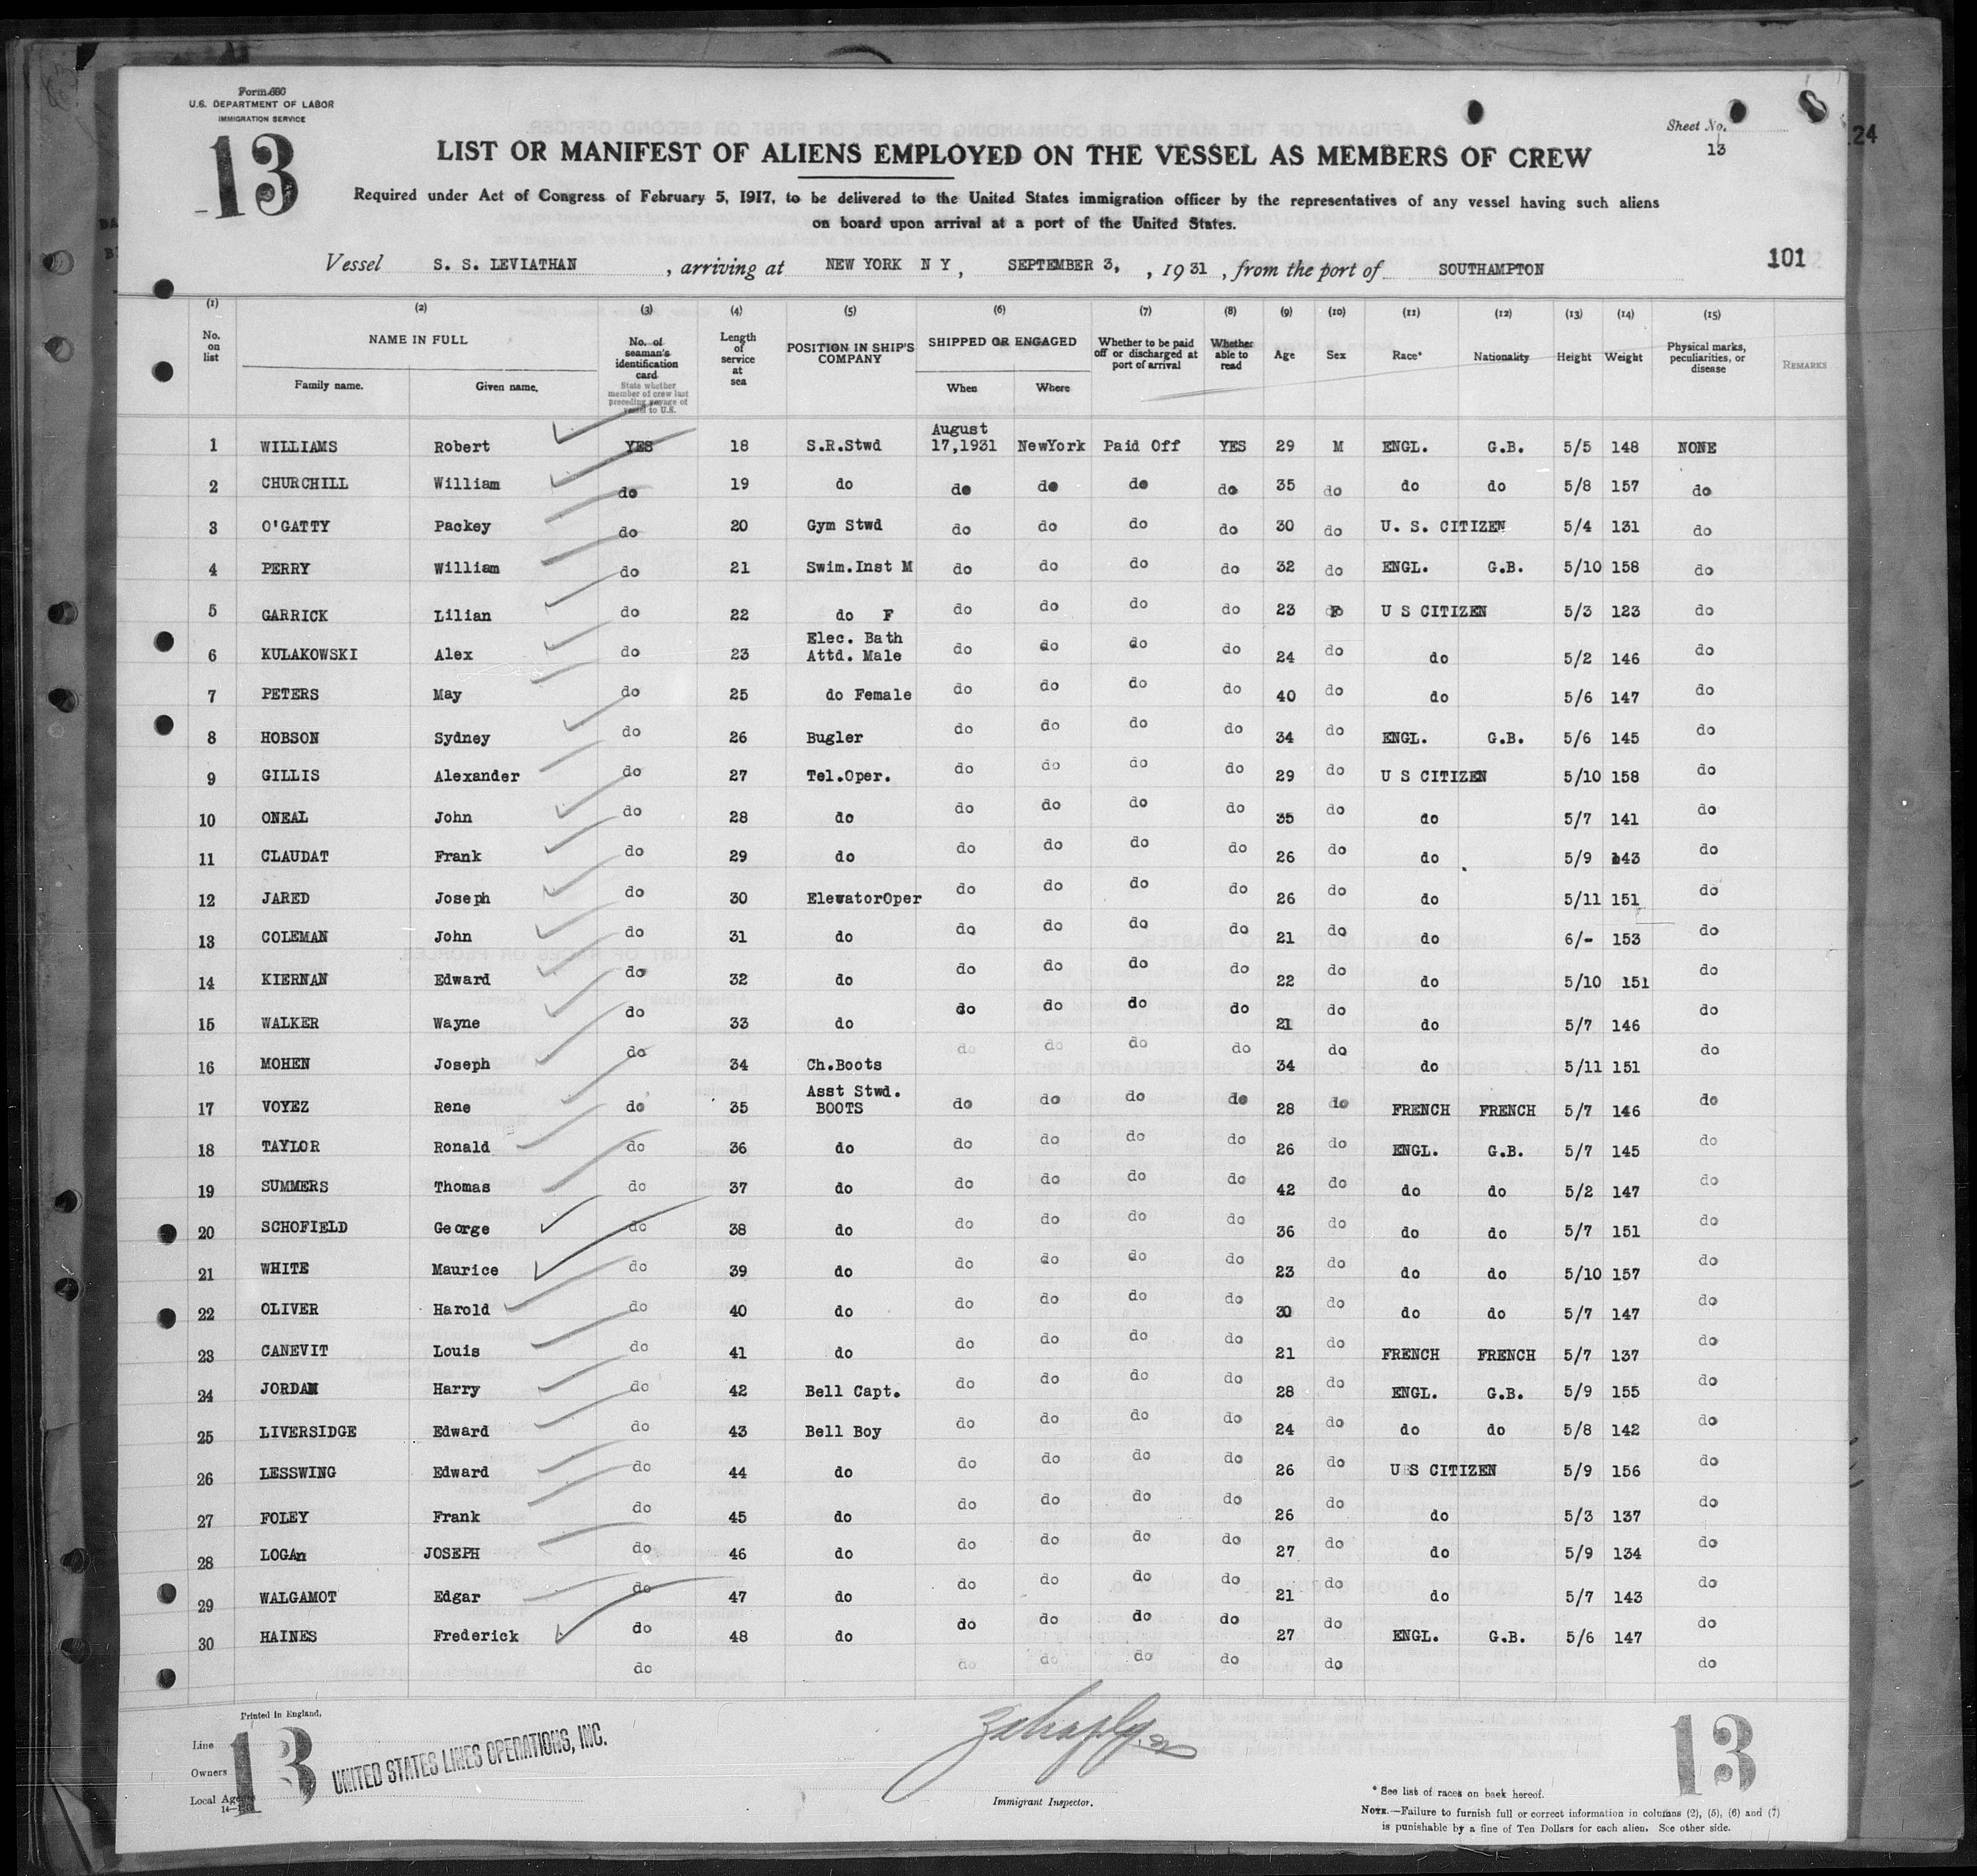 Form 680
U.S. DEPARTMENT OF LABOR
IMMIGRATION SERVICE
13
Sheet No.
13
24
LIST OR MANIFEST OF ALIENS EMPLOYED ON THE VESSEL AS MEMBERS OF CREW
Required under Act of Congress of February 5, 1917, to be delivered to the United States immigration officer by the representatives of any vessel having such aliens
on board upon arrival at a port of the United States.
Vessel S. S. LEVIATHAN , arriving at NEW YORK N Y , SEPTEMBER 3, , 19 31 , from the port of SOUTHAMPTON 101
(1) (2) (3) (4) (5) (6) (7) (8) (9) (10) (11) (12) (13) (14) (15)
No. on list NAME IN FULL Family name. Given name. No. of seaman's identification card State whether member of crew last preceding voyage of vessel to U.S. Length of service at sea POSITION IN SHIP'S COMPANY SHIPPED OR ENGAGED When Where Whether to be paid off or discharged at port of arrival Whether able to read Age Sex Race* Nationality Height Weight Physical marks, peculiarities, or disease REMARKS
1 WILLIAMS Robert YES 18 S.R.Stwd August 17,1931 NewYork Paid Off YES 29 M ENGL. G.B. 5/5 148 NONE
2 CHURCHILL William do 19 do do do do do 35 do do do 5/8 157 do
3 O'GATTY Packey do 20 Gym Stwd do do do do 30 do U. S. CITIZEN 5/4 131 do
4 PERRY William do 21 Swim.Inst M do do do do 32 do ENGL. G.B. 5/10 158 do
5 GARRICK Lilian do 22 do F do do do do 23 F U S CITIZEN 5/3 123 do
6 KULAKOWSKI Alex do 23 Elec. Bath Attd. Male do do do do 24 do do 5/2 146 do
7 PETERS May do 25 do Female do do do do 40 do do 5/6 147 do
8 HOBSON Sydney do 26 Bugler do do do do 34 do ENGL. G.B. 5/6 145 do
9 GILLIS Alexander do 27 Tel.Oper. do do do do 29 do U S CITIZEN 5/10 158 do
10 ONEAL John do 28 do do do do do 35 do do 5/7 141 do
11 CLAUDAT Frank do 29 do do do do do 26 do do 5/9 143 do
12 JARED Joseph do 30 ElevatorOper do do do do 26 do do 5/11 151 do
13 COLEMAN John do 31 do do do do do 21 do do 6/- 153 do
14 KIERNAN Edward do 32 do do do do do 22 do do 5/10 151 do
15 WALKER Wayne do 33 do do do do do 21 do do 5/7 146 do
16 MOHEN Joseph do 34 Ch.Boots do do do do 34 do do 5/11 151 do
17 VOYEZ Rene do 35 Asst Stwd. BOOTS do do do do 28 do FRENCH FRENCH 5/7 146 do
18 TAYLOR Ronald do 36 do do do do do 26 do ENGL. G.B. 5/7 145 do
19 SUMMERS Thomas do 37 do do do do do 42 do do do 5/2 147 do
20 SCHOFIELD George do 38 do do do do do 36 do do do 5/7 151 do
21 WHITE Maurice do 39 do do do do do 23 do do do 5/10 157 do
22 OLIVER Harold do 40 do do do do do 30 do do do 5/7 147 do
23 CANEVIT Louis do 41 do do do do do 21 do FRENCH FRENCH 5/7 137 do
24 JORDAN Harry do 42 Bell Capt. do do do do 28 do ENGL. G.B. 5/9 155 do
25 LIVERSIDGE Edward do 43 Bell Boy do do do do 24 do do do 5/8 142 do
26 LESSWING Edward do 44 do do do do do 26 do U S CITIZEN 5/9 156 do
27 FOLEY Frank do 45 do do do do do 26 do do 5/3 137 do
28 LOGAn JOSEPH do 46 do do do do do 27 do do 5/9 134 do
29 WALGAMOT Edgar do 47 do do do do do 21 do do 5/7 143 do
30 HAINES Frederick do 48 do do do do do 27 do ENGL. G.B. 5/6 147 do
do do do do do do do
Printed in England.
Line
Owners
Local Agents
13
UNITED STATES LINES OPERATIONS, INC.
Immigrant Inspector.
13
* See list of races on back hereof.
NOTE.—Failure to furnish full or correct information in columns (2), (5), (6) and (7)
is punishable by a fine of Ten Dollars for each alien. See other side.